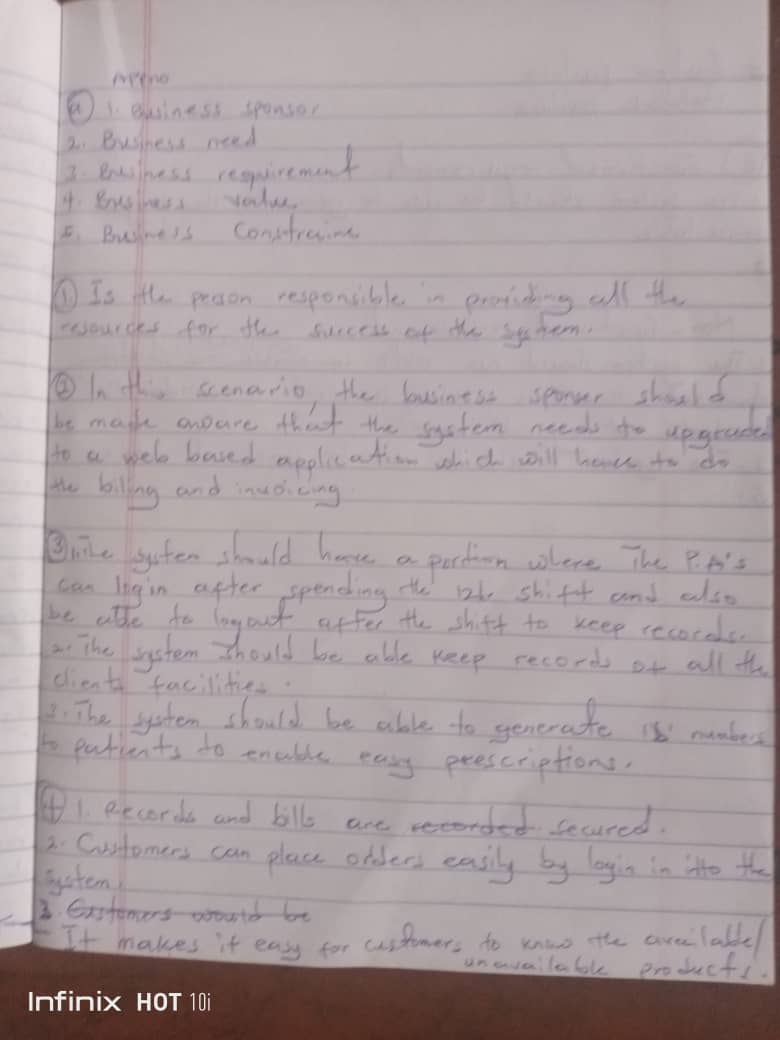 (a) 1. Business sponsor
2. Business need
3. Business requirement
4. Business value
5. Business Constrains
(1) Is the person responsible in providing all the
resources for the success of the system.
(2) In this scenario, the business sponser should
be made aware that the system needs to upgraded
to a web based application which will have to do
the biling and invoicing
(3) 1. The system should have a portion where The P.A's
can login after spending the 12hr shift and also
be able to logout after the shift to keep records.
2. The system should be able keep records of all the
clients facilities.
3. The system should be able to generate numbers
to patients to enable easy prescriptions.
(4) 1. Records and bills are recorded secured.
2. Customers can place orders easily by login in into the
system.
3. Customers would be
- It makes it easy for customers to know the available/
unavailable products.
Infinix HOT 10i